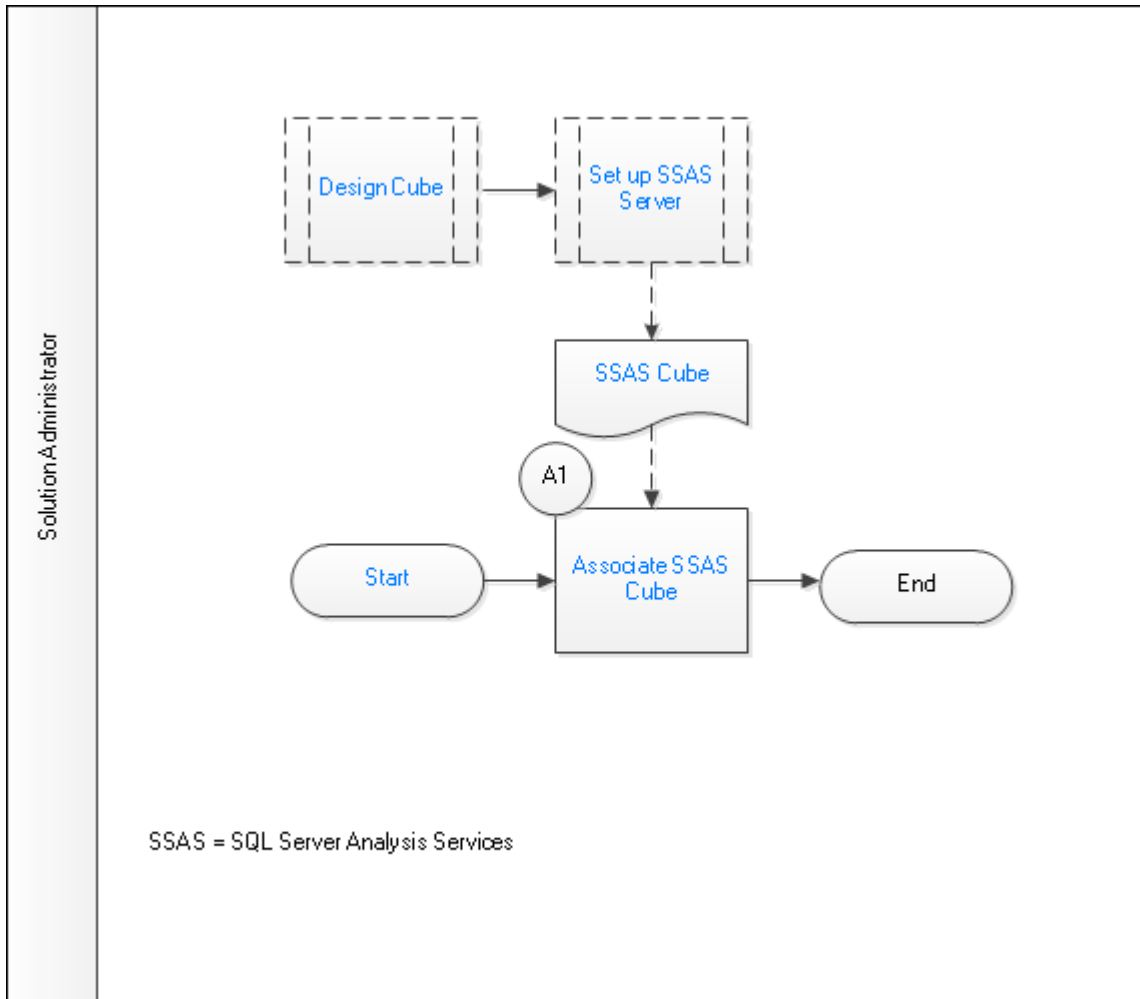 Solution Administrator
Design Cube
Set up SSAS
Server
SSAS Cube
A1
Start
Associate SSAS
Cube
End
SSAS = SQL Server Analysis Services